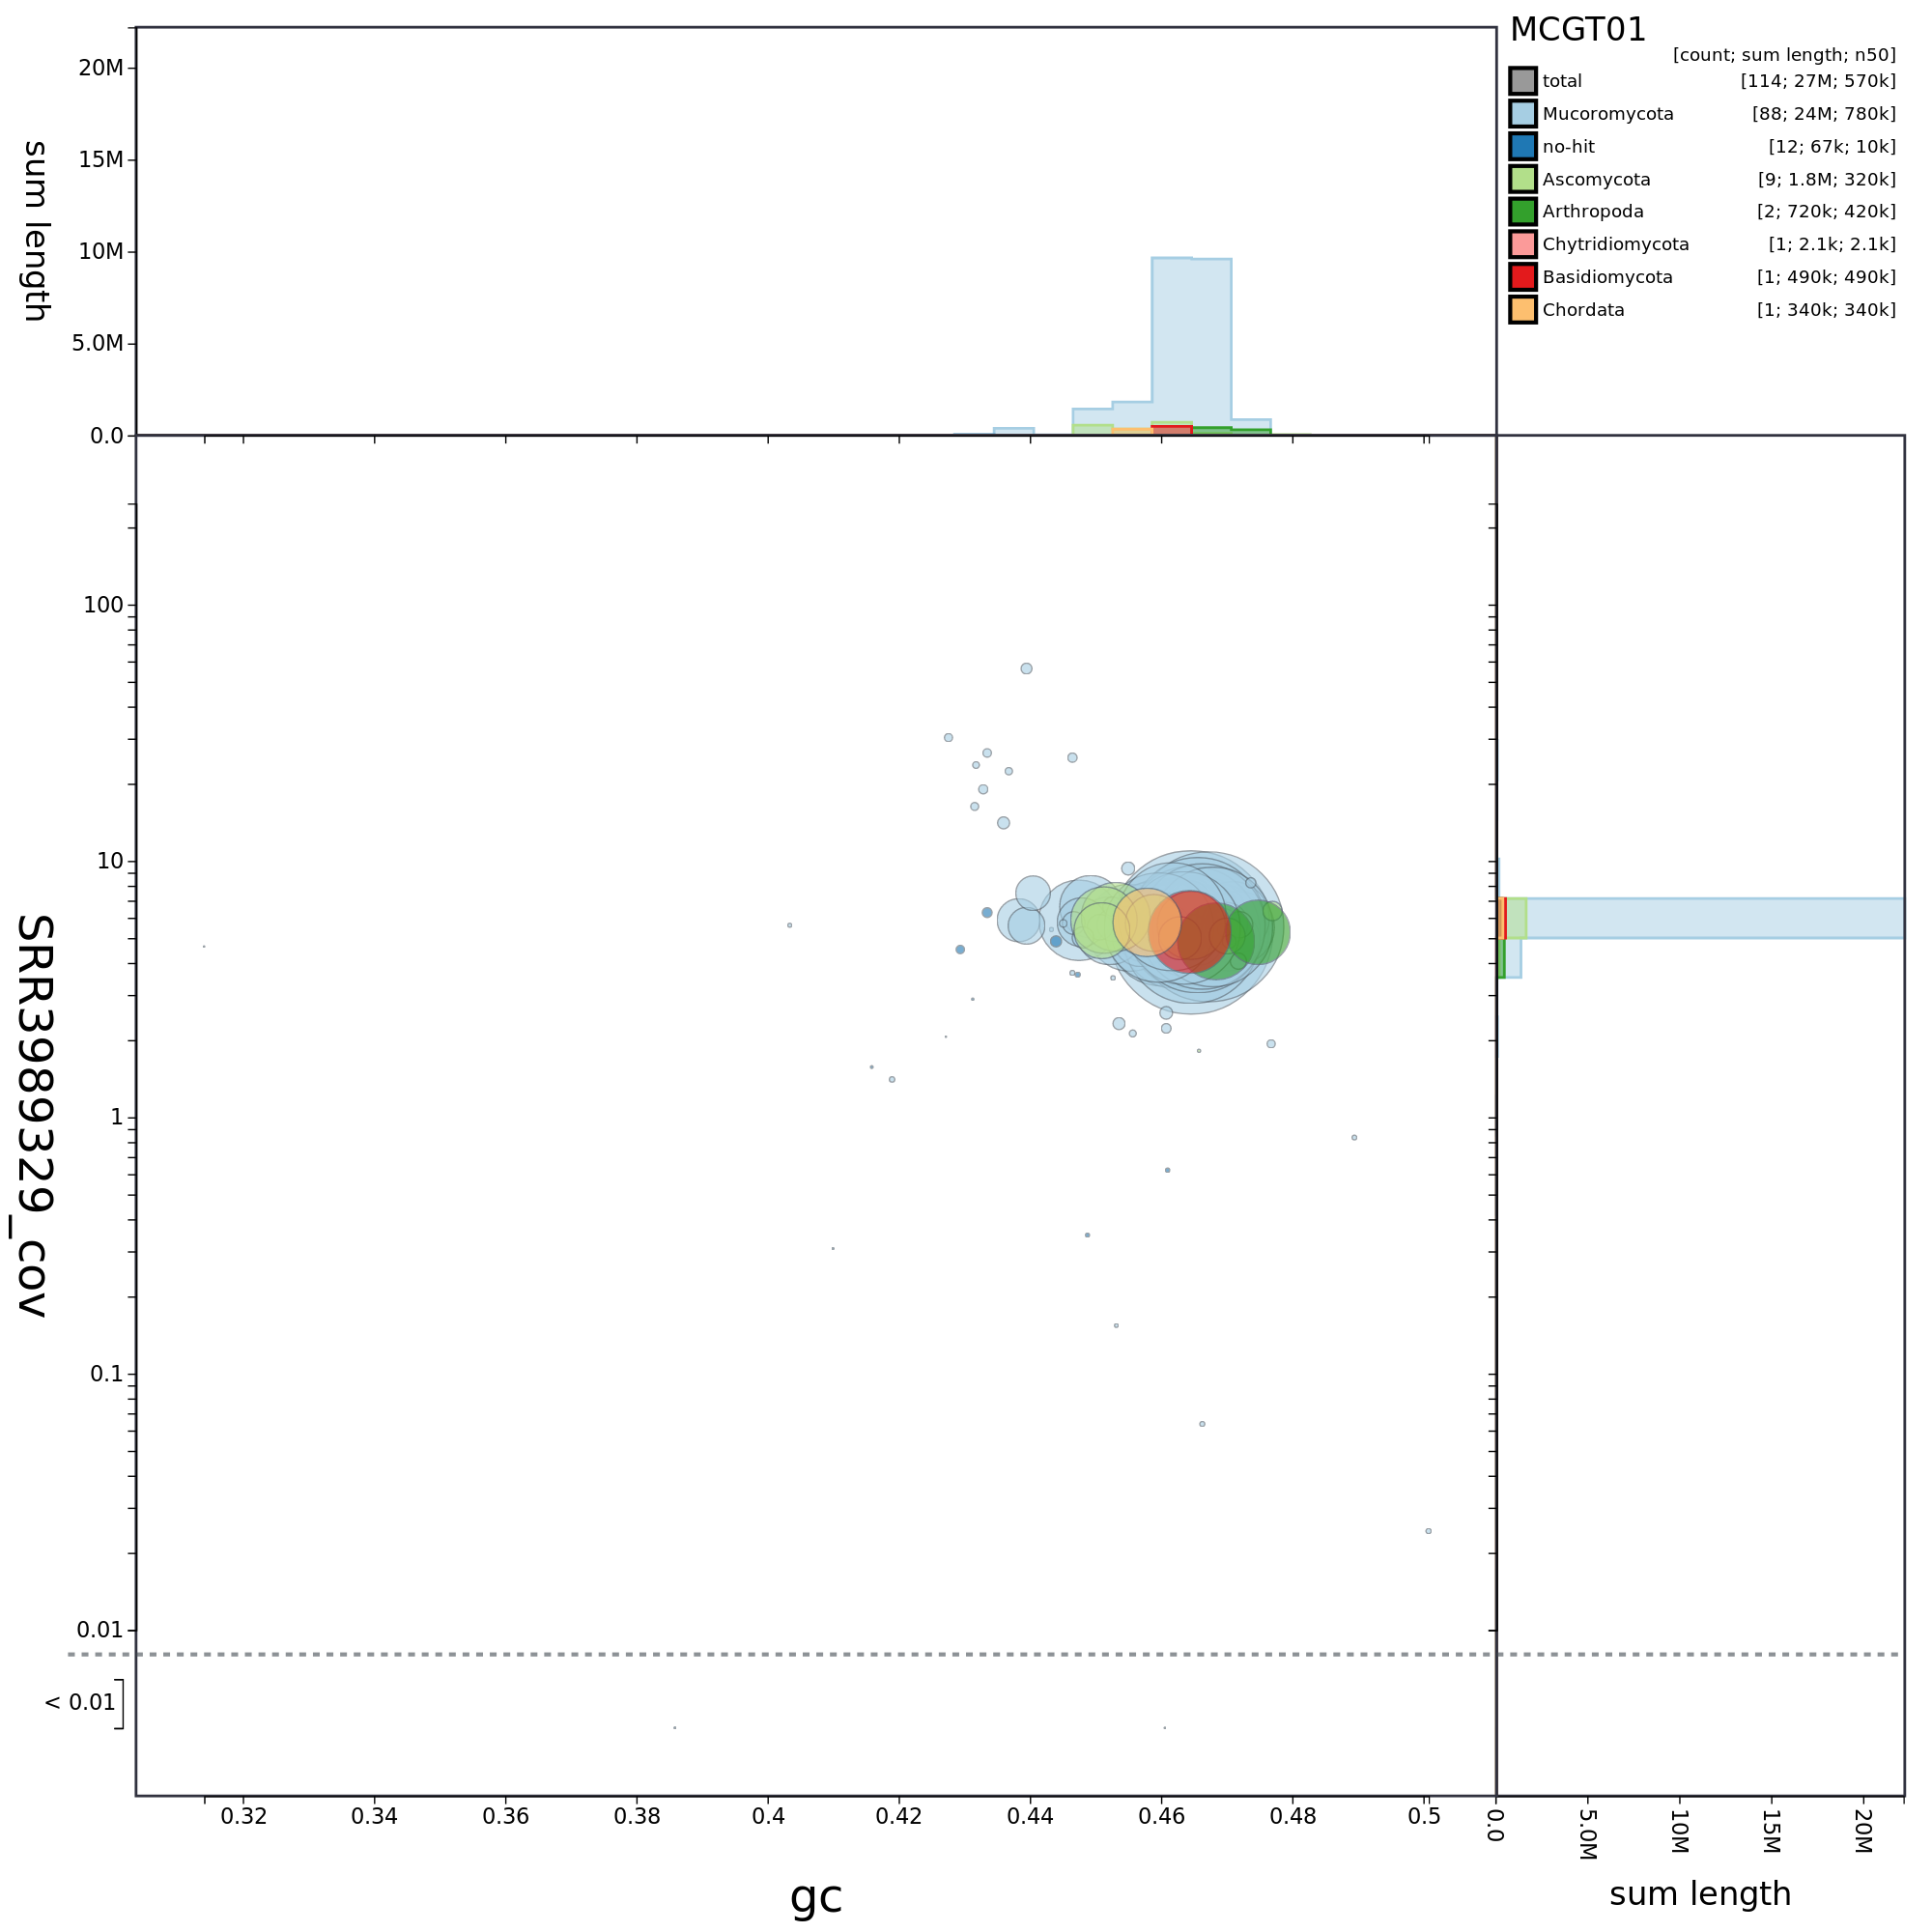 MCGT01
[count; sum length; n50]
total [114; 27M; 570k]
Mucoromycota [88; 24M; 780k]
no-hit [12; 67k; 10k]
Ascomycota [9; 1.8M; 320k]
Arthropoda [2; 720k; 420k]
Chytridiomycota [1; 2.1k; 2.1k]
Basidiomycota [1; 490k; 490k]
Chordata [1; 340k; 340k]
sum length
20M
15M
10M
5.0M
0.0
SRR3989329_cov
100
10
1
0.1
0.01
< 0.01
0.32 0.34 0.36 0.38 0.4 0.42 0.44 0.46 0.48 0.5
gc
0.0 5.0M 10M 15M 20M
sum length